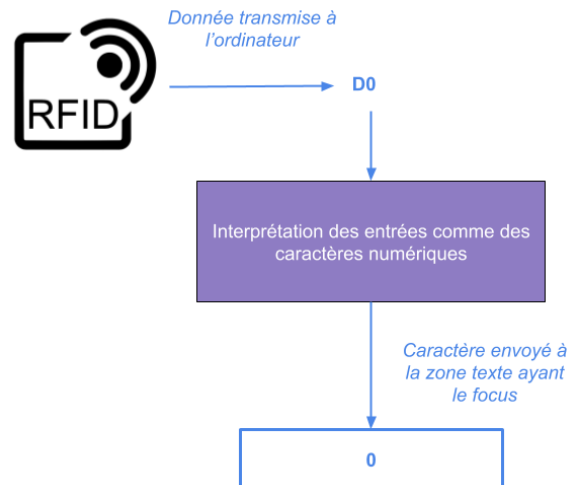 Donnée transmise à
l'ordinateur
RFID
D0
Interprétation des entrées comme des
caractères numériques
Caractère envoyé à
la zone texte ayant
le focus
0